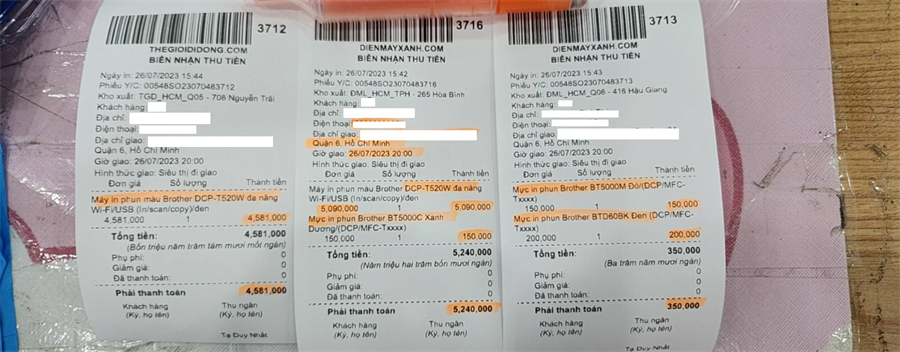 3712
THEGIOIDIDONG.COM
BIÊN NHẬN THU TIỀN
Ngày in: 26/07/2023 15:44
Phiếu Y/C: 00548SO23070483712
Kho xuất: TGD_HCM_Q05 - 708 Nguyễn Trãi
Khách hàng:
Địa chỉ:
Điện thoại:
Địa chỉ giao:
Quận 6, Hồ Chí Minh
Giờ giao: 26/07/2023 20:00
Hình thức giao: Siêu thị đi giao
Đơn giá Số lượng Thành tiền
Máy in phun màu Brother DCP-T520W đa năng
Wi-Fi/USB (In/scan/copy)/đen
4,581,000 1 4,581,000
Tổng tiền: 4,581,000
(Bốn triệu năm trăm tám mươi mốt ngàn)
Phụ phí: 0
Giảm giá: 0
Đã thanh toán: 0
Phải thanh toán 4,581,000
Khách hàng Thu ngân
(Ký, họ tên) (Ký, họ tên)
Tạ Duy Nhất
3716
DIENMAYXANH.COM
BIÊN NHẬN THU TIỀN
Ngày in: 26/07/2023 15:42
Phiếu Y/C: 00548SO23070483716
Kho xuất: ĐML_HCM_TPH - 265 Hòa Bình
Khách hàng:
Địa chỉ:
Điện thoại:
Địa chỉ giao:
Quận 6, Hồ Chí Minh
Giờ giao: 26/07/2023 20:00
Hình thức giao: Siêu thị đi giao
Đơn giá Số lượng Thành tiền
Máy in phun màu Brother DCP-T520W đa năng
Wi-Fi/USB (In/scan/copy)/đen
5,090,000 1 5,090,000
Mực in phun Brother BT5000C Xanh
Dương/(DCP/MFC-Txxxx)
150,000 1 150,000
Tổng tiền: 5,240,000
(Năm triệu hai trăm bốn mươi ngàn)
Phụ phí: 0
Giảm giá: 0
Đã thanh toán: 0
Phải thanh toán 5,240,000
Khách hàng Thu ngân
(Ký, họ tên) (Ký, họ tên)
Tạ Duy Nhất
3713
DIENMAYXANH.COM
BIÊN NHẬN THU TIỀN
Ngày in: 26/07/2023 15:43
Phiếu Y/C: 00548SO23070483713
Kho xuất: ĐML_HCM_Q06 - 416 Hậu Giang
Khách hàng:
Địa chỉ:
Điện thoại:
Địa chỉ giao:
Quận 6, Hồ Chí Minh
Giờ giao: 26/07/2023 20:00
Hình thức giao: Siêu thị đi giao
Đơn giá Số lượng Thành tiền
Mực in phun Brother BT5000M Đỏ/(DCP/MFC-
Txxxx)
150,000 1 150,000
Mực in phun Brother BTD60BK Đen (DCP/MFC-
Txxxx)
200,000 1 200,000
Tổng tiền: 350,000
(Ba trăm năm mươi ngàn)
Phụ phí: 0
Giảm giá: 0
Đã thanh toán: 0
Phải thanh toán 350,000
Khách hàng Thu ngân
(Ký, họ tên) (Ký, họ tên)
Tạ Duy Nhất